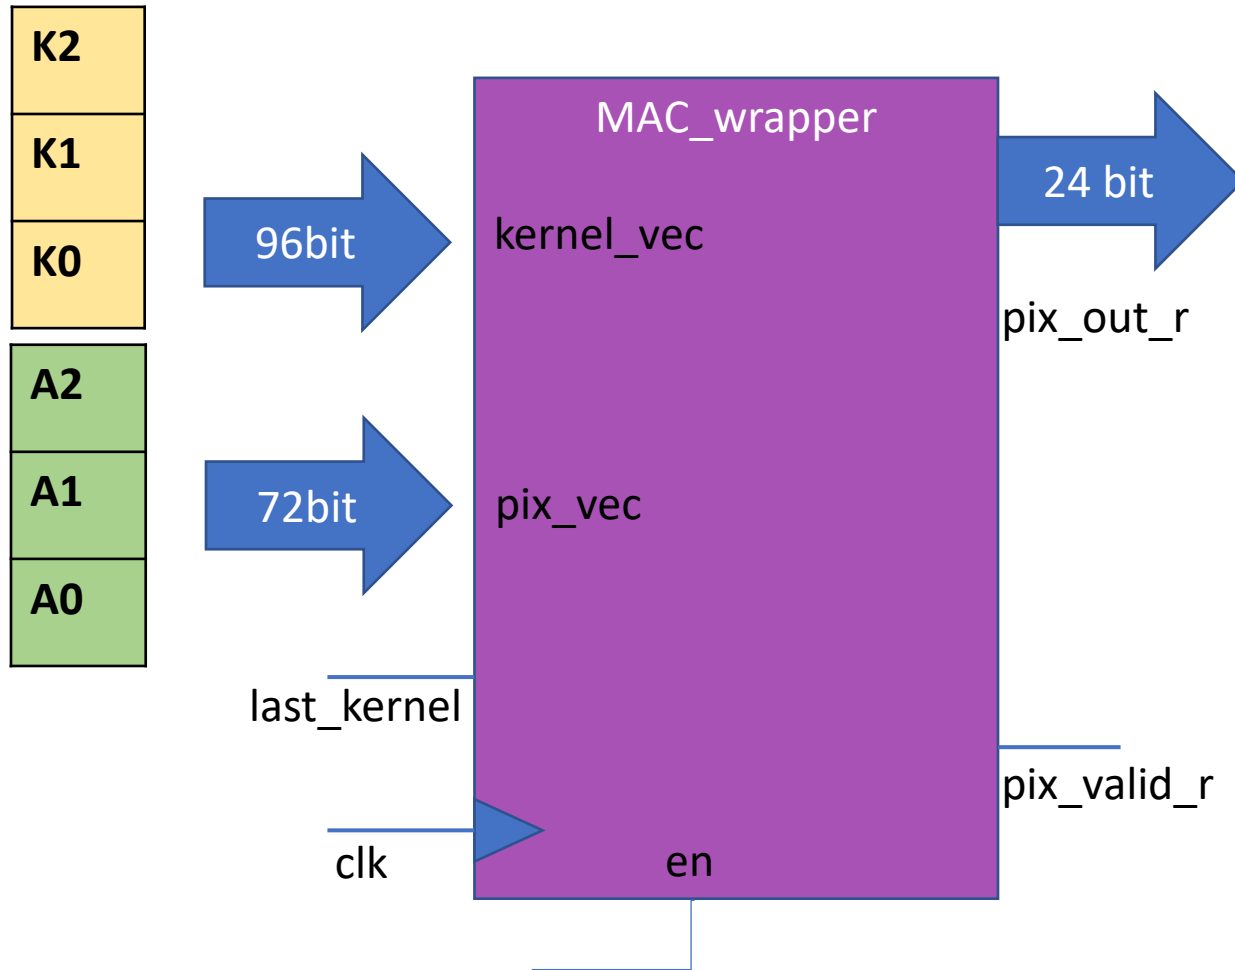 K2
K1
K0
A2
A1
A0
96bit
72bit
MAC_wrapper
kernel_vec
pix_vec
last_kernel
clk
en
24 bit
pix_out_r
pix_valid_r